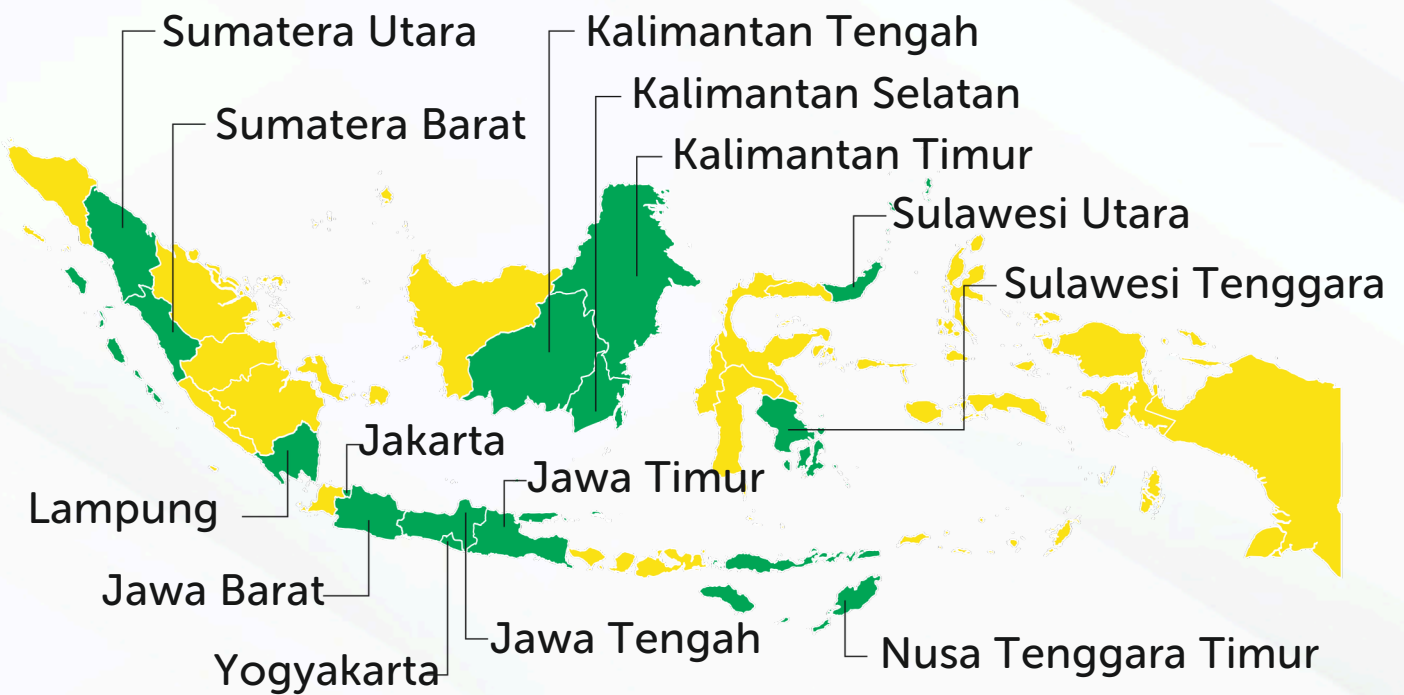 Sumatera Utara
Kalimantan Tengah
Kalimantan Selatan
Sumatera Barat
Kalimantan Timur
Sulawesi Utara
Sulawesi Tenggara
Jakarta
Jawa Timur
Lampung
Jawa Barat
Jawa Tengah
Yogyakarta
Nusa Tenggara Timur